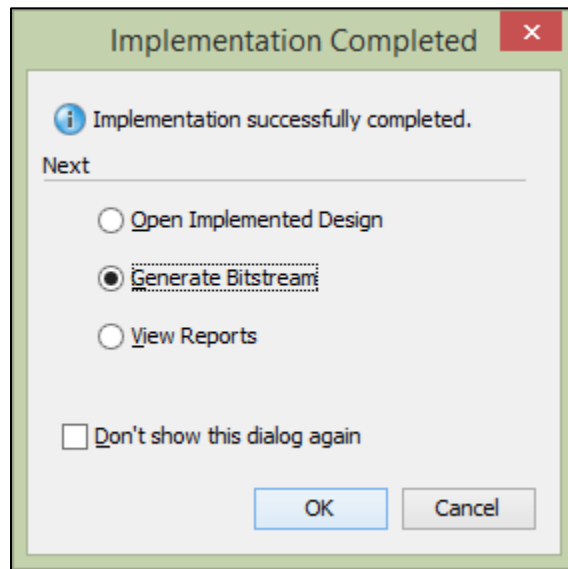 Implementation Completed
Implementation successfully completed.
Next
Open Implemented Design
Generate Bitstream
View Reports
Don't show this dialog again
OK Cancel